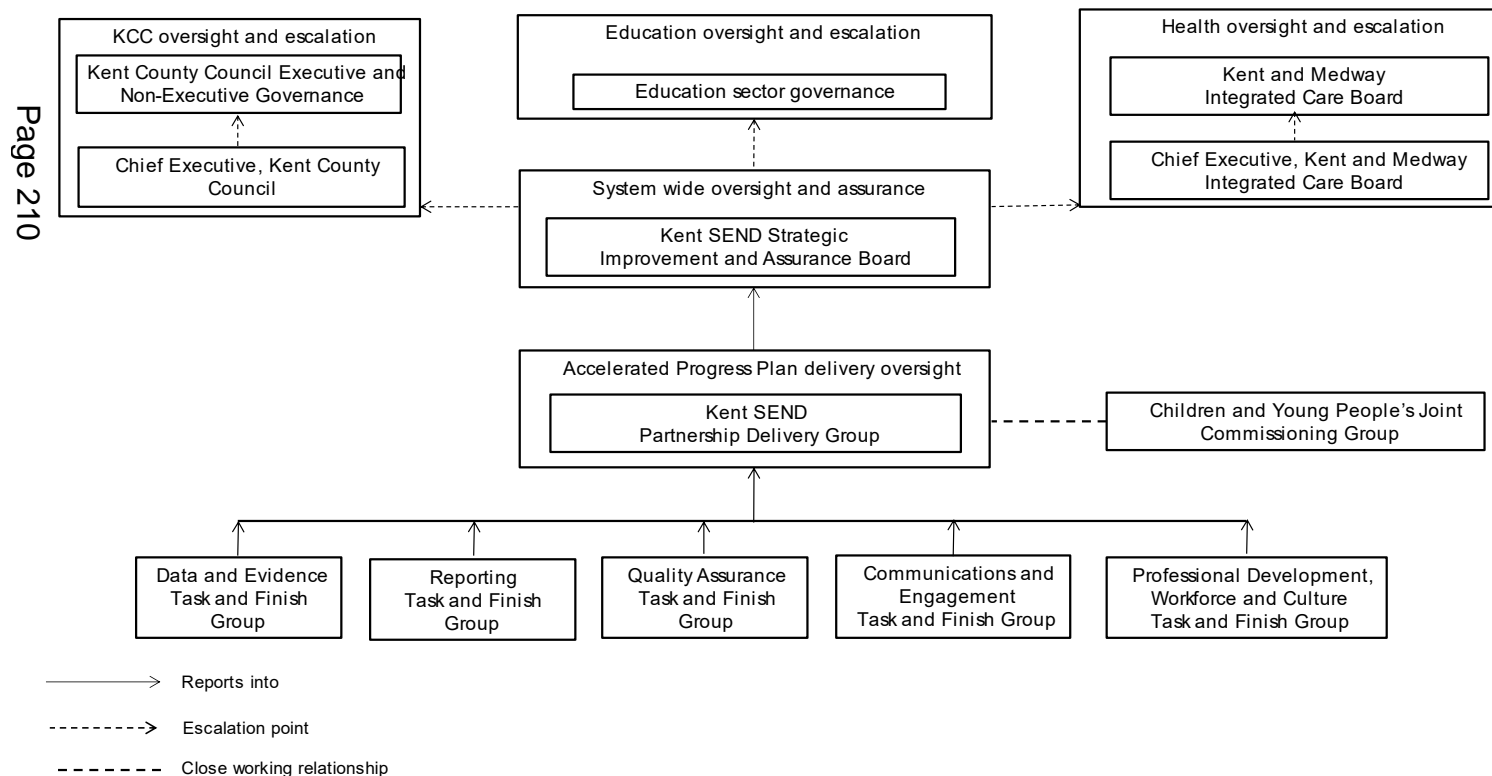 Page 210
KCC oversight and escalation
Kent County Council Executive and
Non-Executive Governance
Chief Executive, Kent County
Council
Education oversight and escalation
Education sector governance
Health oversight and escalation
Kent and Medway
Integrated Care Board
Chief Executive, Kent and Medway
Integrated Care Board
System wide oversight and assurance
Kent SEND Strategic
Improvement and Assurance Board
Accelerated Progress Plan delivery oversight
Kent SEND
Partnership Delivery Group
Children and Young People's Joint
Commissioning Group
Data and Evidence
Task and Finish
Group
Reporting
Task and Finish
Group
Quality Assurance
Task and Finish
Group
Communications and
Engagement
Task and Finish Group
Professional Development,
Workforce and Culture
Task and Finish Group
Reports into
Escalation point
Close working relationship